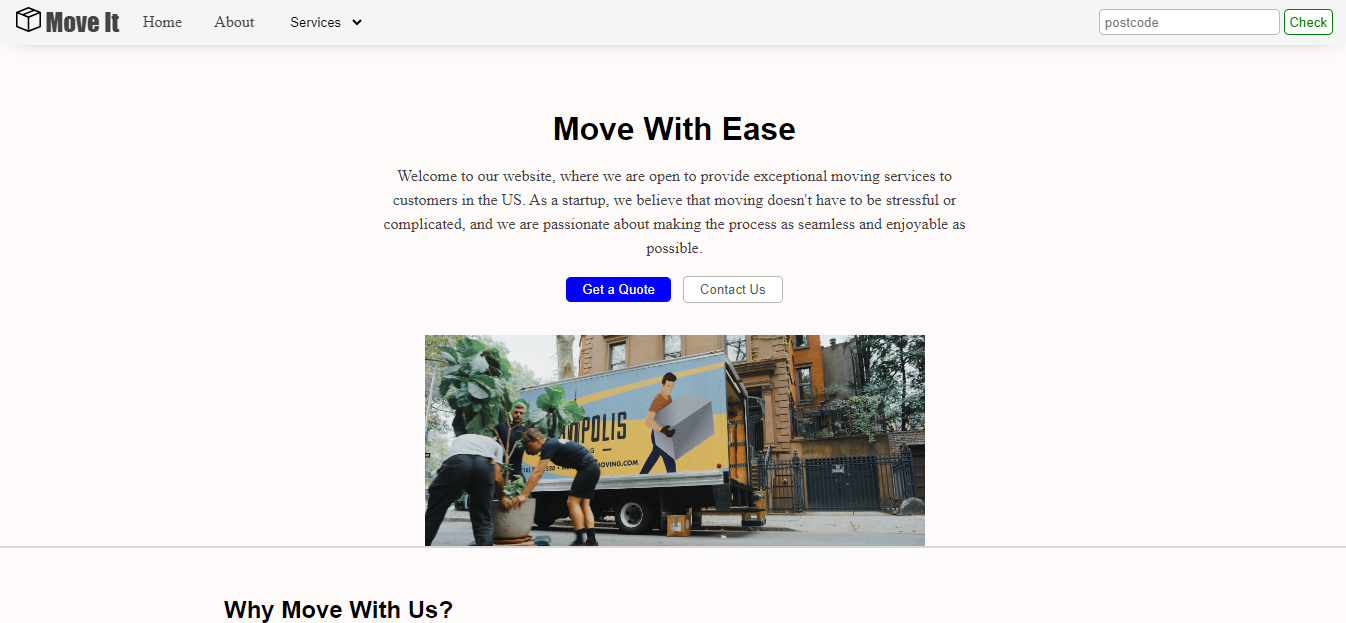 Move It
Home
About
Services
postcode
Check
Move With Ease
Welcome to our website, where we are open to provide exceptional moving services to
customers in the US. As a startup, we believe that moving doesn't have to be stressful or
complicated, and we are passionate about making the process as seamless and enjoyable as
possible.
Get a Quote
Contact Us
OPOLIS
MOVING.COM
Why Move With Us?